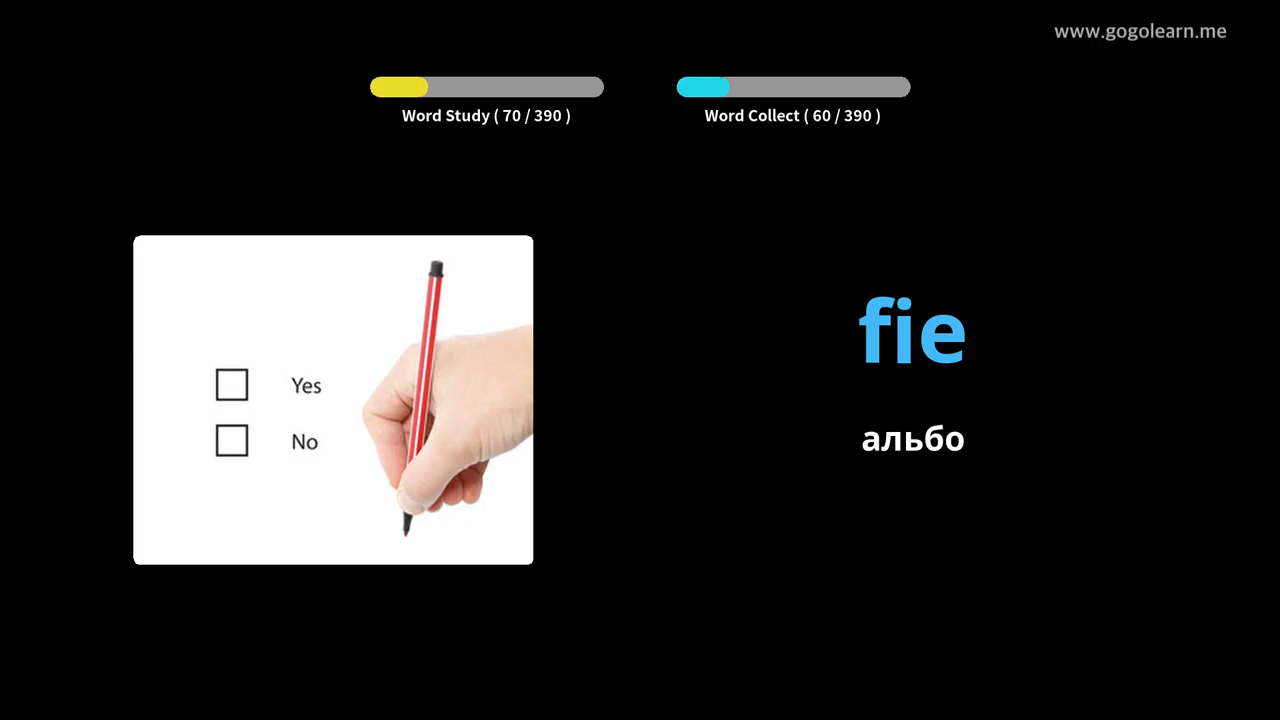 www.gogolearn.me
Word Study ( 70 / 390 )
Word Collect ( 60 / 390 )
Yes
No
fie
альбо